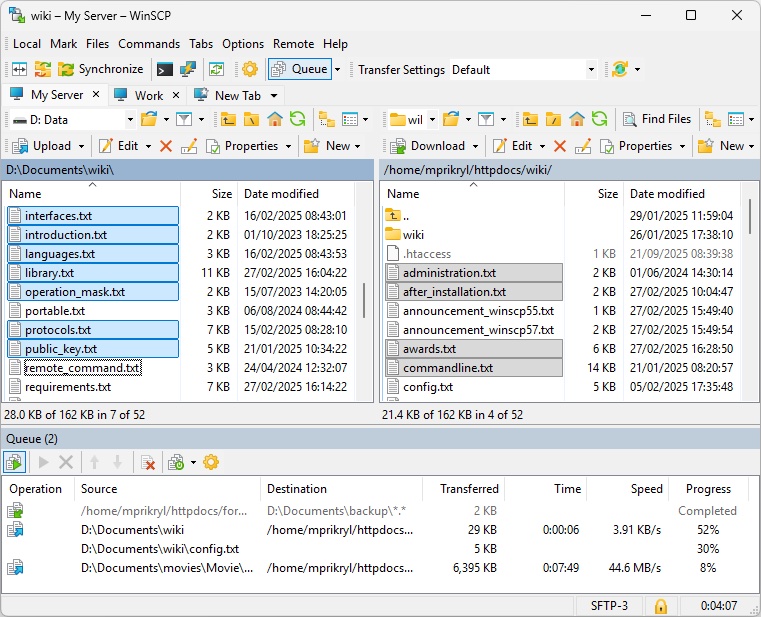 wiki – My Server – WinSCP
Local Mark Files Commands Tabs Options Remote Help
Synchronize Queue Transfer Settings Default
My Server Work New Tab
D: Data wil Find Files
Upload Edit Properties New Download Edit Properties New
D:\Documents\wiki\ /home/mprikryl/httpdocs/wiki/
Name Size Date modified Name Size Date modified
interfaces.txt 2 KB 16/02/2025 08:43:01 .. 29/01/2025 11:59:04
introduction.txt 2 KB 01/10/2023 18:25:25 wiki 26/01/2025 17:38:10
languages.txt 3 KB 16/02/2025 08:43:53 .htaccess 1 KB 21/09/2025 08:39:38
library.txt 11 KB 27/02/2025 16:04:22 administration.txt 2 KB 01/06/2024 14:30:14
operation_mask.txt 2 KB 15/07/2023 14:20:05 after_installation.txt 2 KB 27/02/2025 10:04:47
portable.txt 3 KB 06/08/2024 08:44:42 announcement_winscp55.txt 1 KB 27/02/2025 15:49:40
protocols.txt 7 KB 15/02/2025 08:28:10 announcement_winscp57.txt 2 KB 27/02/2025 15:49:54
public_key.txt 5 KB 21/01/2025 10:34:22 awards.txt 6 KB 27/02/2025 16:28:50
remote_command.txt 3 KB 24/04/2024 12:32:07 commandline.txt 14 KB 21/01/2025 08:20:57
requirements.txt 7 KB 27/02/2025 16:14:22 config.txt 5 KB 05/02/2025 17:35:48
28.0 KB of 162 KB in 7 of 52 21.4 KB of 162 KB in 4 of 52
Queue (2)
Operation Source Destination Transferred Time Speed Progress
/home/mprikryl/httpdocs/for... D:\Documents\backup\*.* 2 KB Completed
D:\Documents\wiki /home/mprikryl/httpdocs... 29 KB 0:00:06 3.91 KB/s 52%
D:\Documents\wiki\config.txt 5 KB 30%
D:\Documents\movies\Movie\... /home/mprikryl/httpdocs... 6,395 KB 0:07:49 44.6 MB/s 8%
SFTP-3 0:04:07